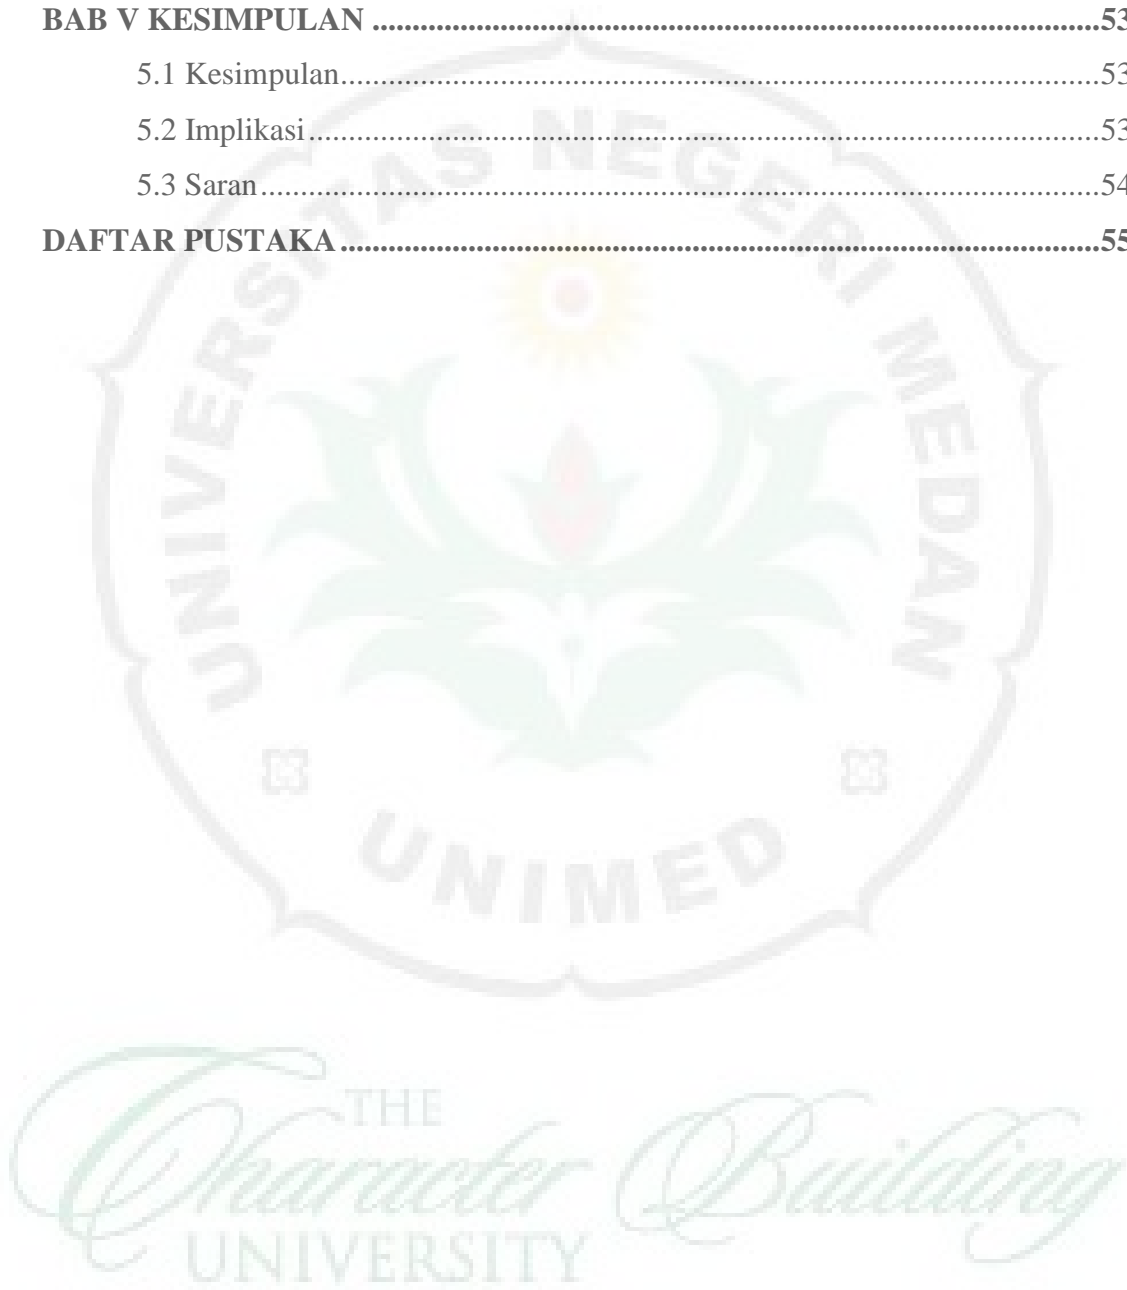 BAB V KESIMPULAN ........................................................................................... 53
5.1 Kesimpulan ................................................................................................ 53
5.2 Implikasi .................................................................................................... 53
5.3 Saran .......................................................................................................... 54
DAFTAR PUSTAKA ............................................................................................... 55
UNIVERSITAS NEGERI MEDAN
UNIMED
THE
Character Building
UNIVERSITY